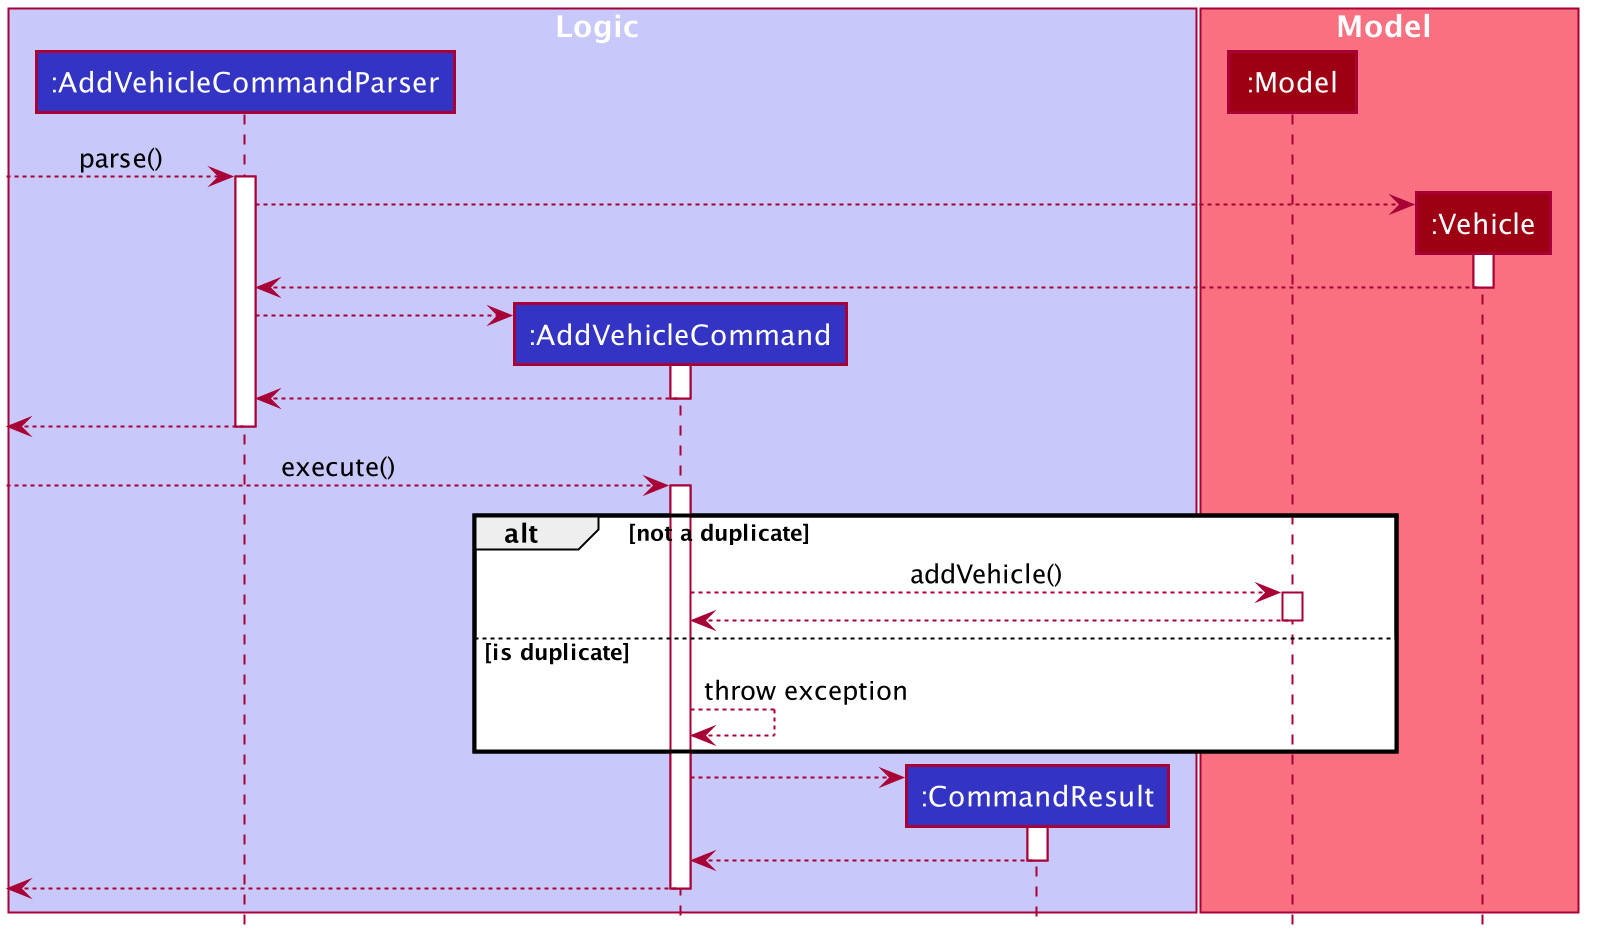 Logic
Model
:AddVehicleCommandParser
:Model
parse()
:Vehicle
:AddVehicleCommand
execute()
alt
[not a duplicate]
addVehicle()
[is duplicate]
throw exception
:CommandResult